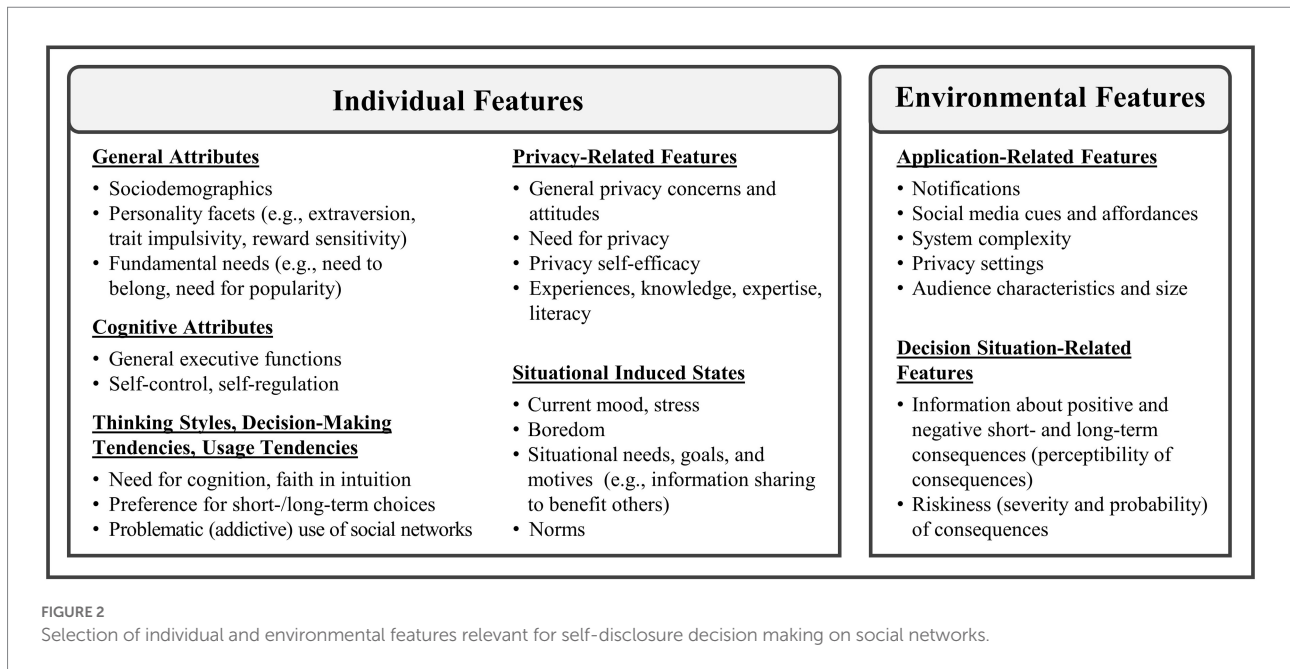 Individual Features
General Attributes
• Sociodemographics
• Personality facets (e.g., extraversion,
trait impulsivity, reward sensitivity)
• Fundamental needs (e.g., need to
belong, need for popularity)
Cognitive Attributes
• General executive functions
• Self-control, self-regulation
Thinking Styles, Decision-Making
Tendencies, Usage Tendencies
• Need for cognition, faith in intuition
• Preference for short-/long-term choices
• Problematic (addictive) use of social networks
Privacy-Related Features
• General privacy concerns and
attitudes
• Need for privacy
• Privacy self-efficacy
• Experiences, knowledge, expertise,
literacy
Situational Induced States
• Current mood, stress
• Boredom
• Situational needs, goals, and
motives (e.g., information sharing
to benefit others)
• Norms
Environmental Features
Application-Related Features
• Notifications
• Social media cues and affordances
• System complexity
• Privacy settings
• Audience characteristics and size
Decision Situation-Related
Features
• Information about positive and
negative short- and long-term
consequences (perceptibility of
consequences)
• Riskiness (severity and probability)
of consequences
FIGURE 2
Selection of individual and environmental features relevant for self-disclosure decision making on social networks.